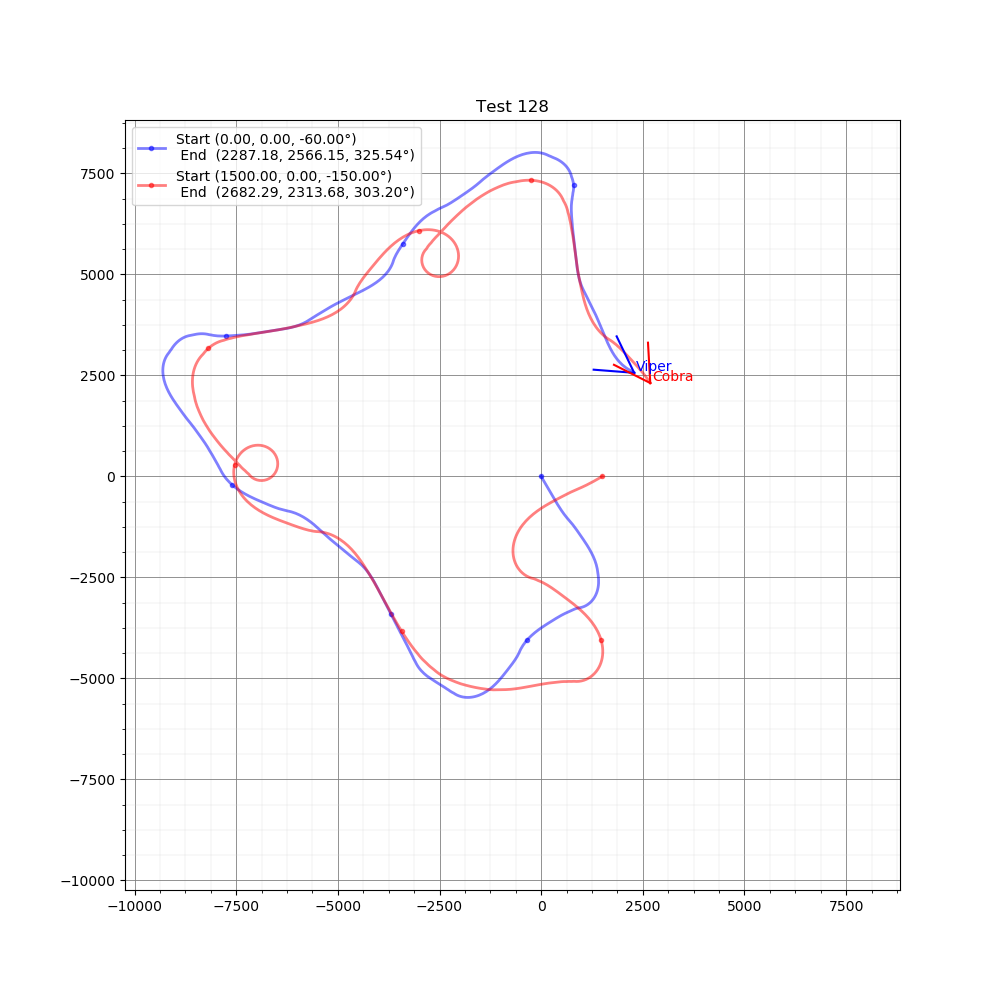 Test 128
Start (0.00, 0.00, -60.00°)
End (2287.18, 2566.15, 325.54°)
Start (1500.00, 0.00, -150.00°)
End (2682.29, 2313.68, 303.20°)
7500
5000
2500
0
−2500
−5000
−7500
−10000
Viper
Cobra
−10000 −7500 −5000 −2500 0 2500 5000 7500